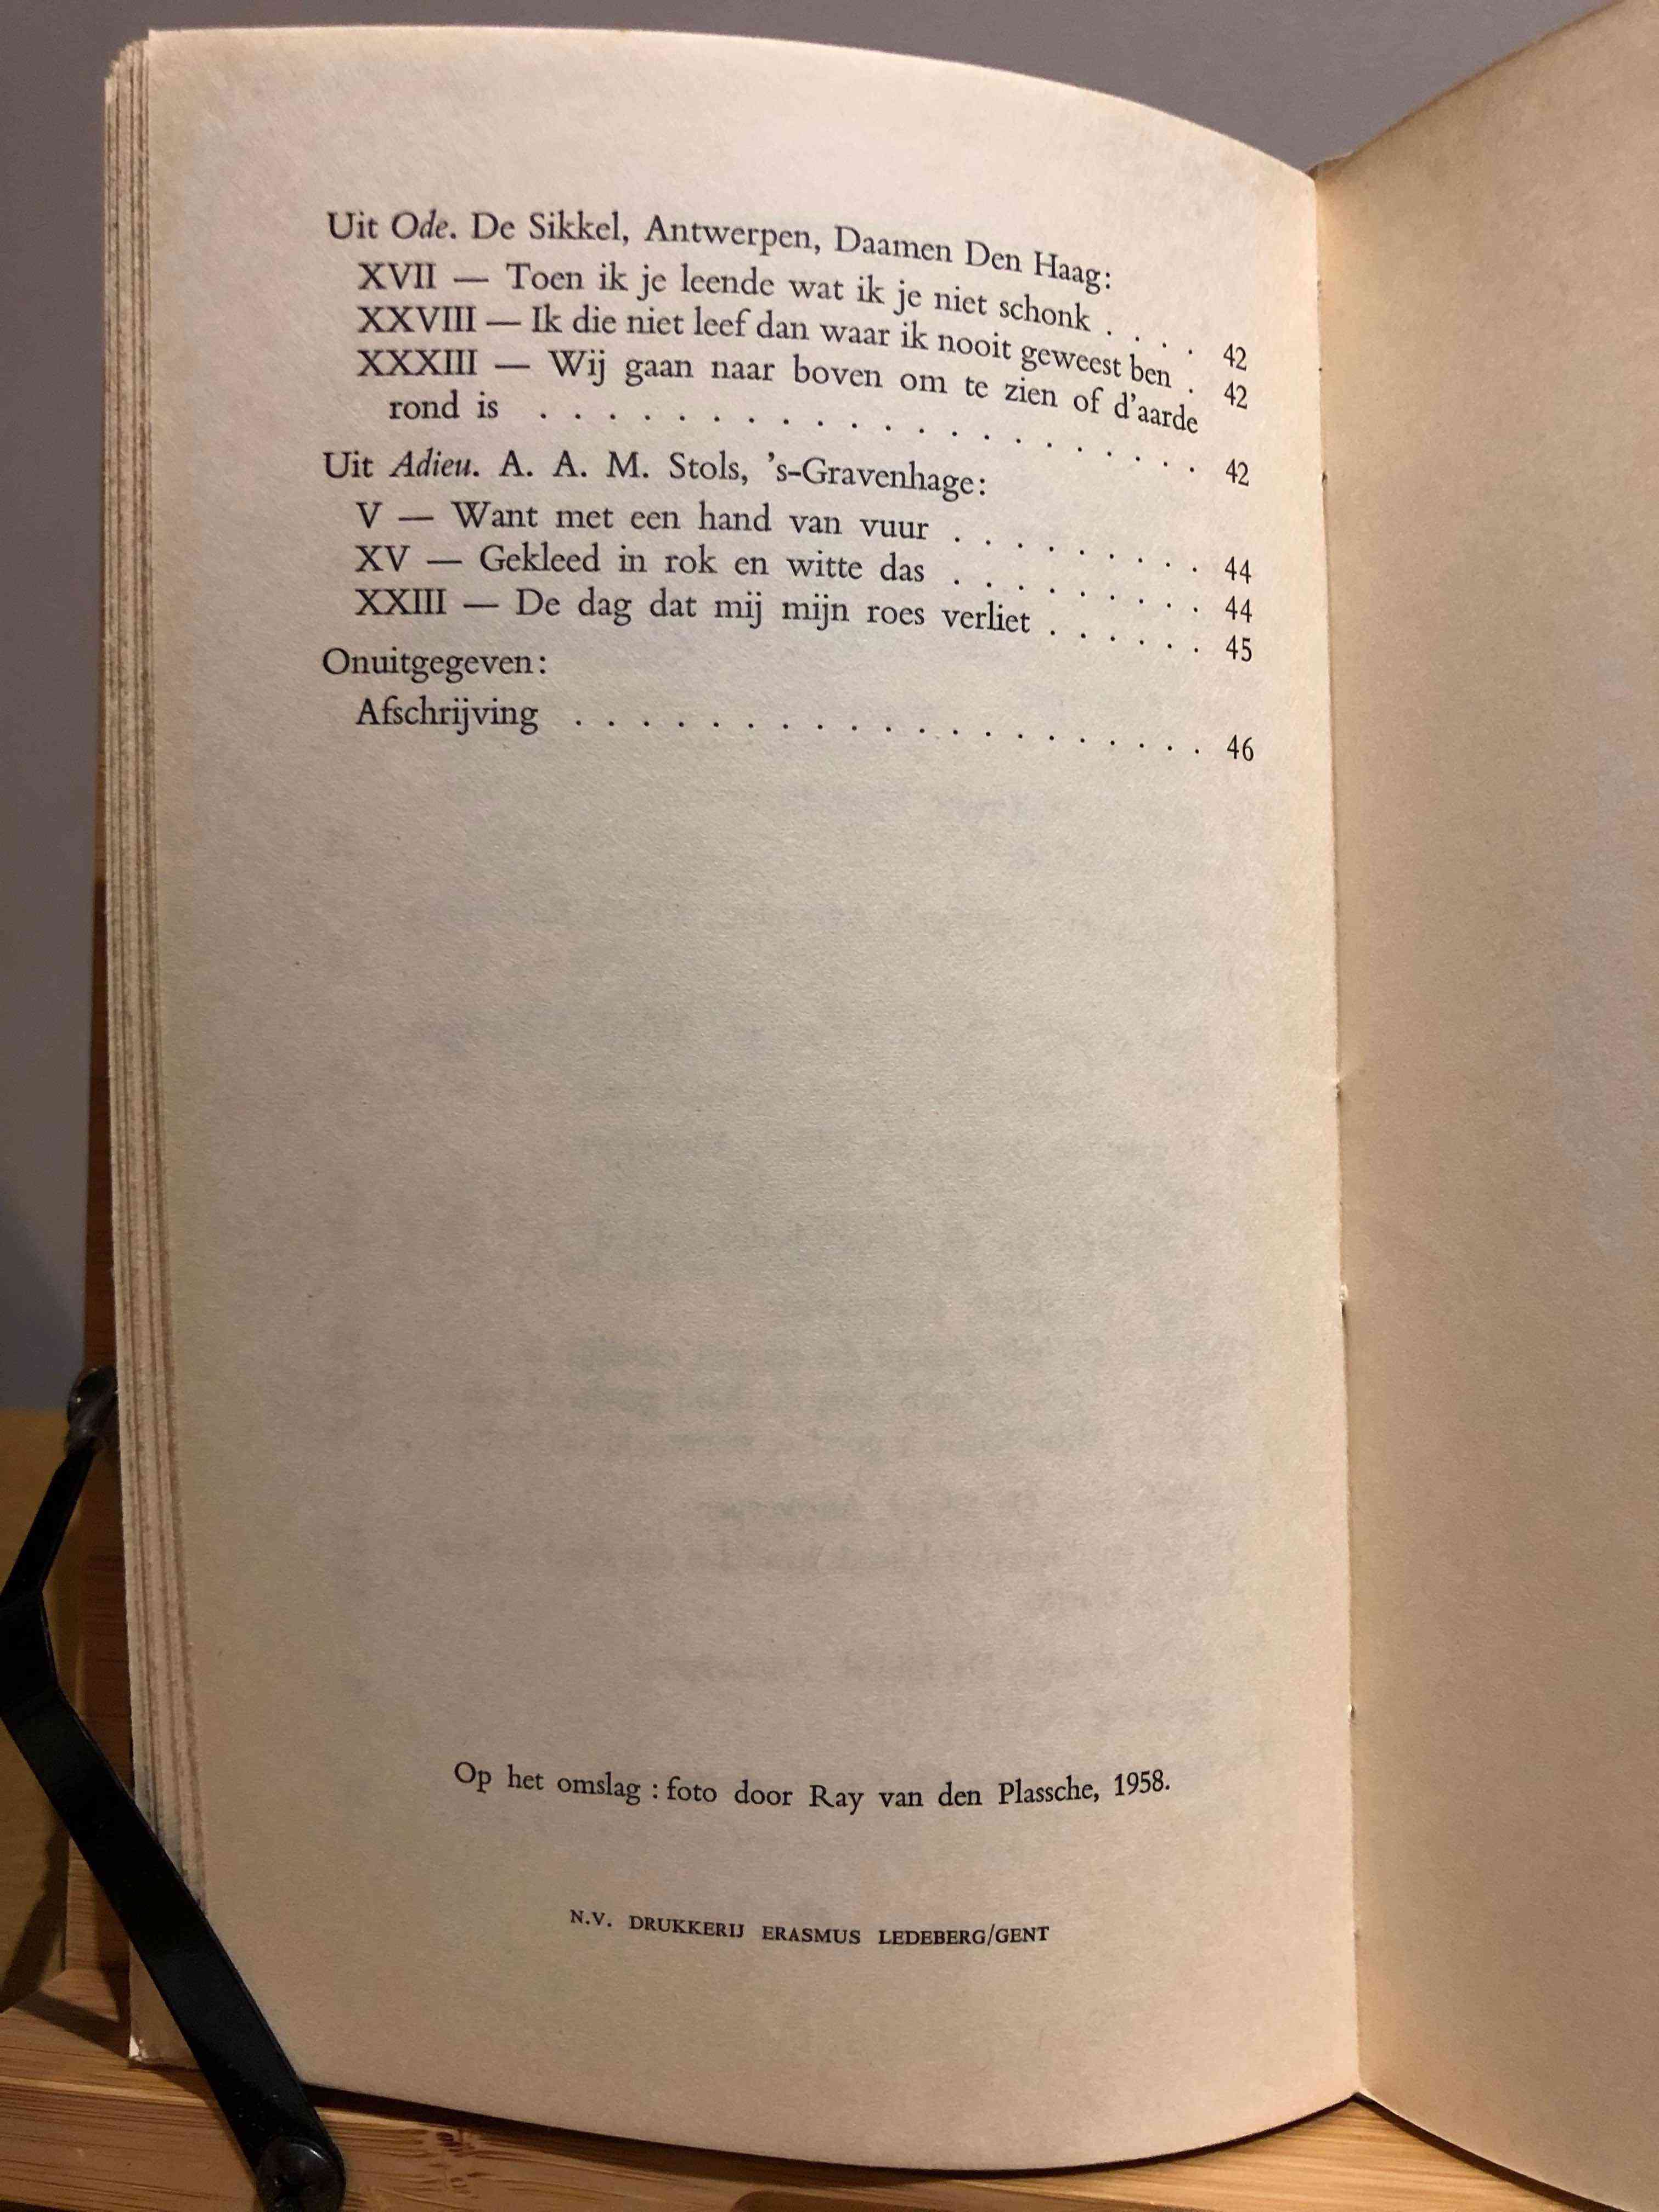 Uit Ode. De Sikkel, Antwerpen, Daamen Den Haag:
XVII — Toen ik je leende wat ik je niet schonk . . . . 42
XXVIII — Ik die niet leef dan waar ik nooit geweest ben . 42
XXXIII — Wij gaan naar boven om te zien of d'aarde
rond is . . . . . . . . . . . . . . . . . . . . 42
Uit Adieu. A. A. M. Stols, 's-Gravenhage:
V — Want met een hand van vuur . . . . . . . . . 44
XV — Gekleed in rok en witte das . . . . . . . . . 44
XXIII — De dag dat mij mijn roes verliet . . . . . . 45
Onuitgegeven:
Afschrijving . . . . . . . . . . . . . . . . . . . 46
Op het omslag : foto door Ray van den Plassche, 1958.
N.V. DRUKKERIJ ERASMUS LEDEBERG/GENT